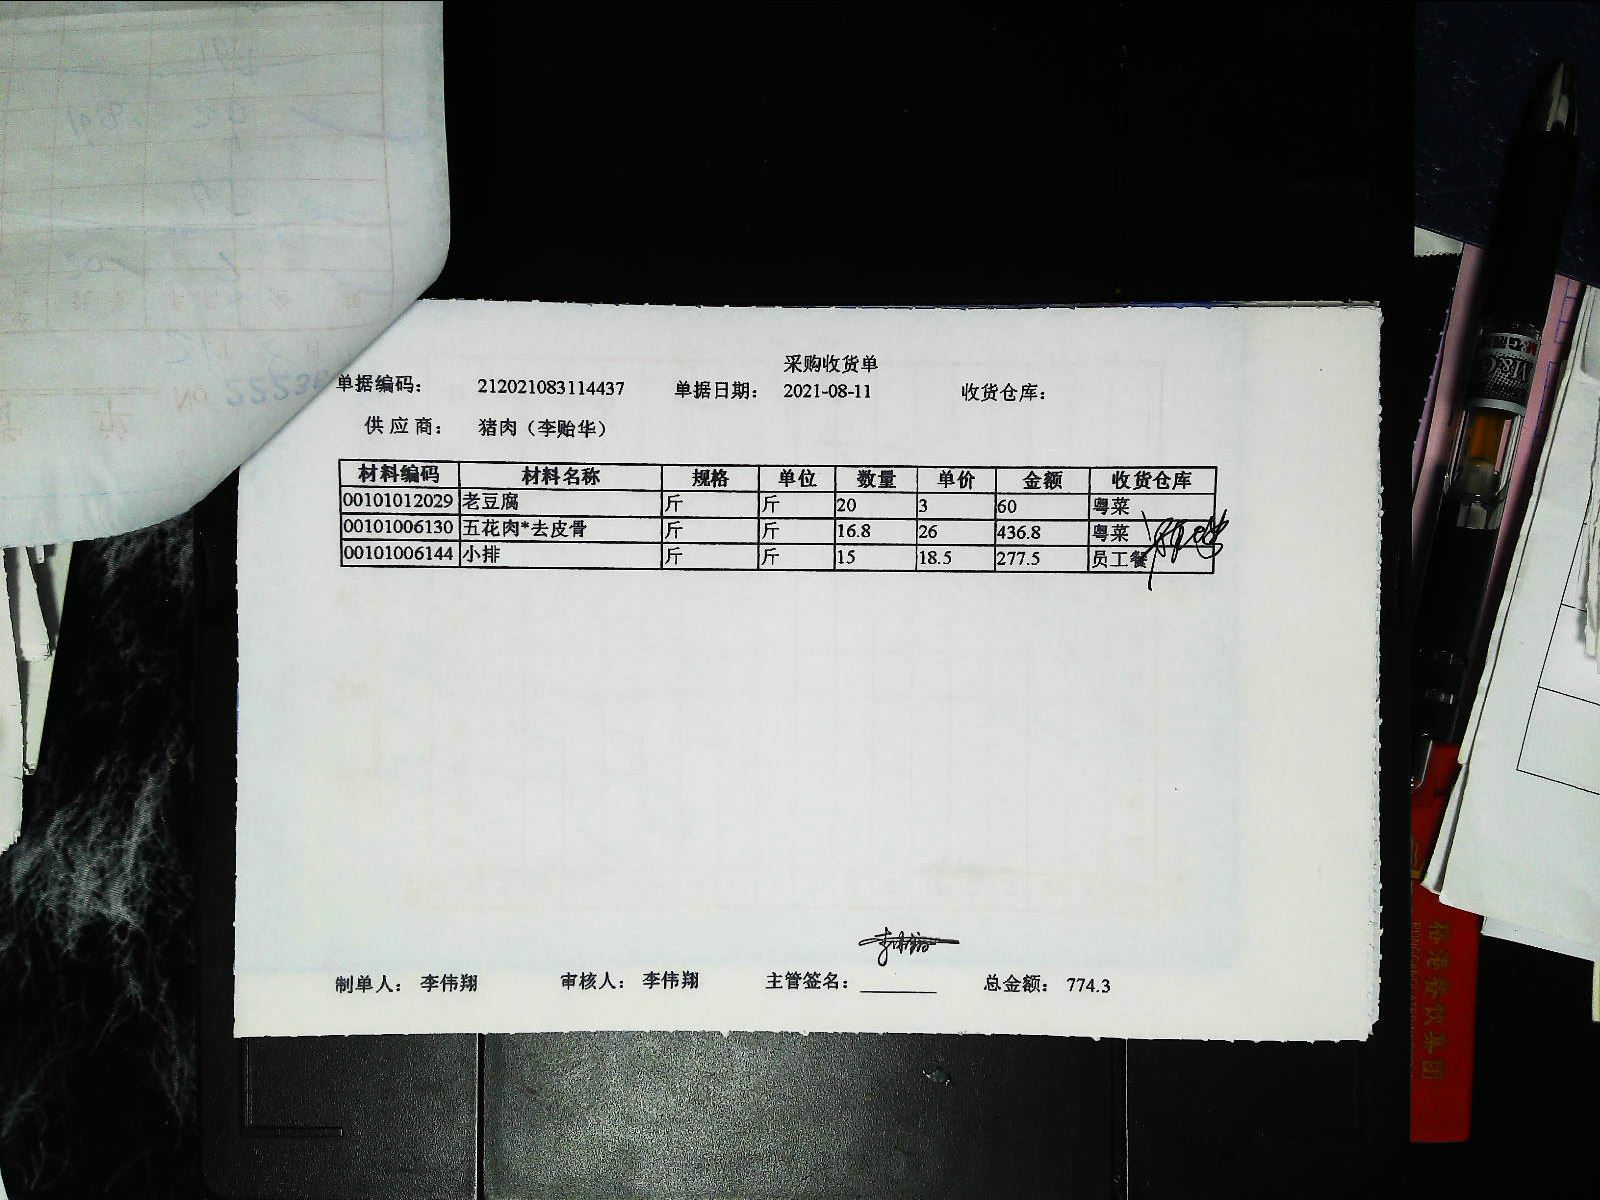 采购收货单
单据编码： 212021083114437 单据日期： 2021-08-11 收货仓库：
供 应 商： 猪肉（李贻华）
材料编码 材料名称 规格 单位 数量 单价 金额 收货仓库
00101012029 老豆腐 斤 斤 20 3 60 粤菜
00101006130 五花肉*去皮骨 斤 斤 16.8 26 436.8 粤菜
00101006144 小排 斤 斤 15 18.5 277.5 员工餐
制单人： 李伟翔 审核人： 李伟翔 主管签名： 总金额： 774.3